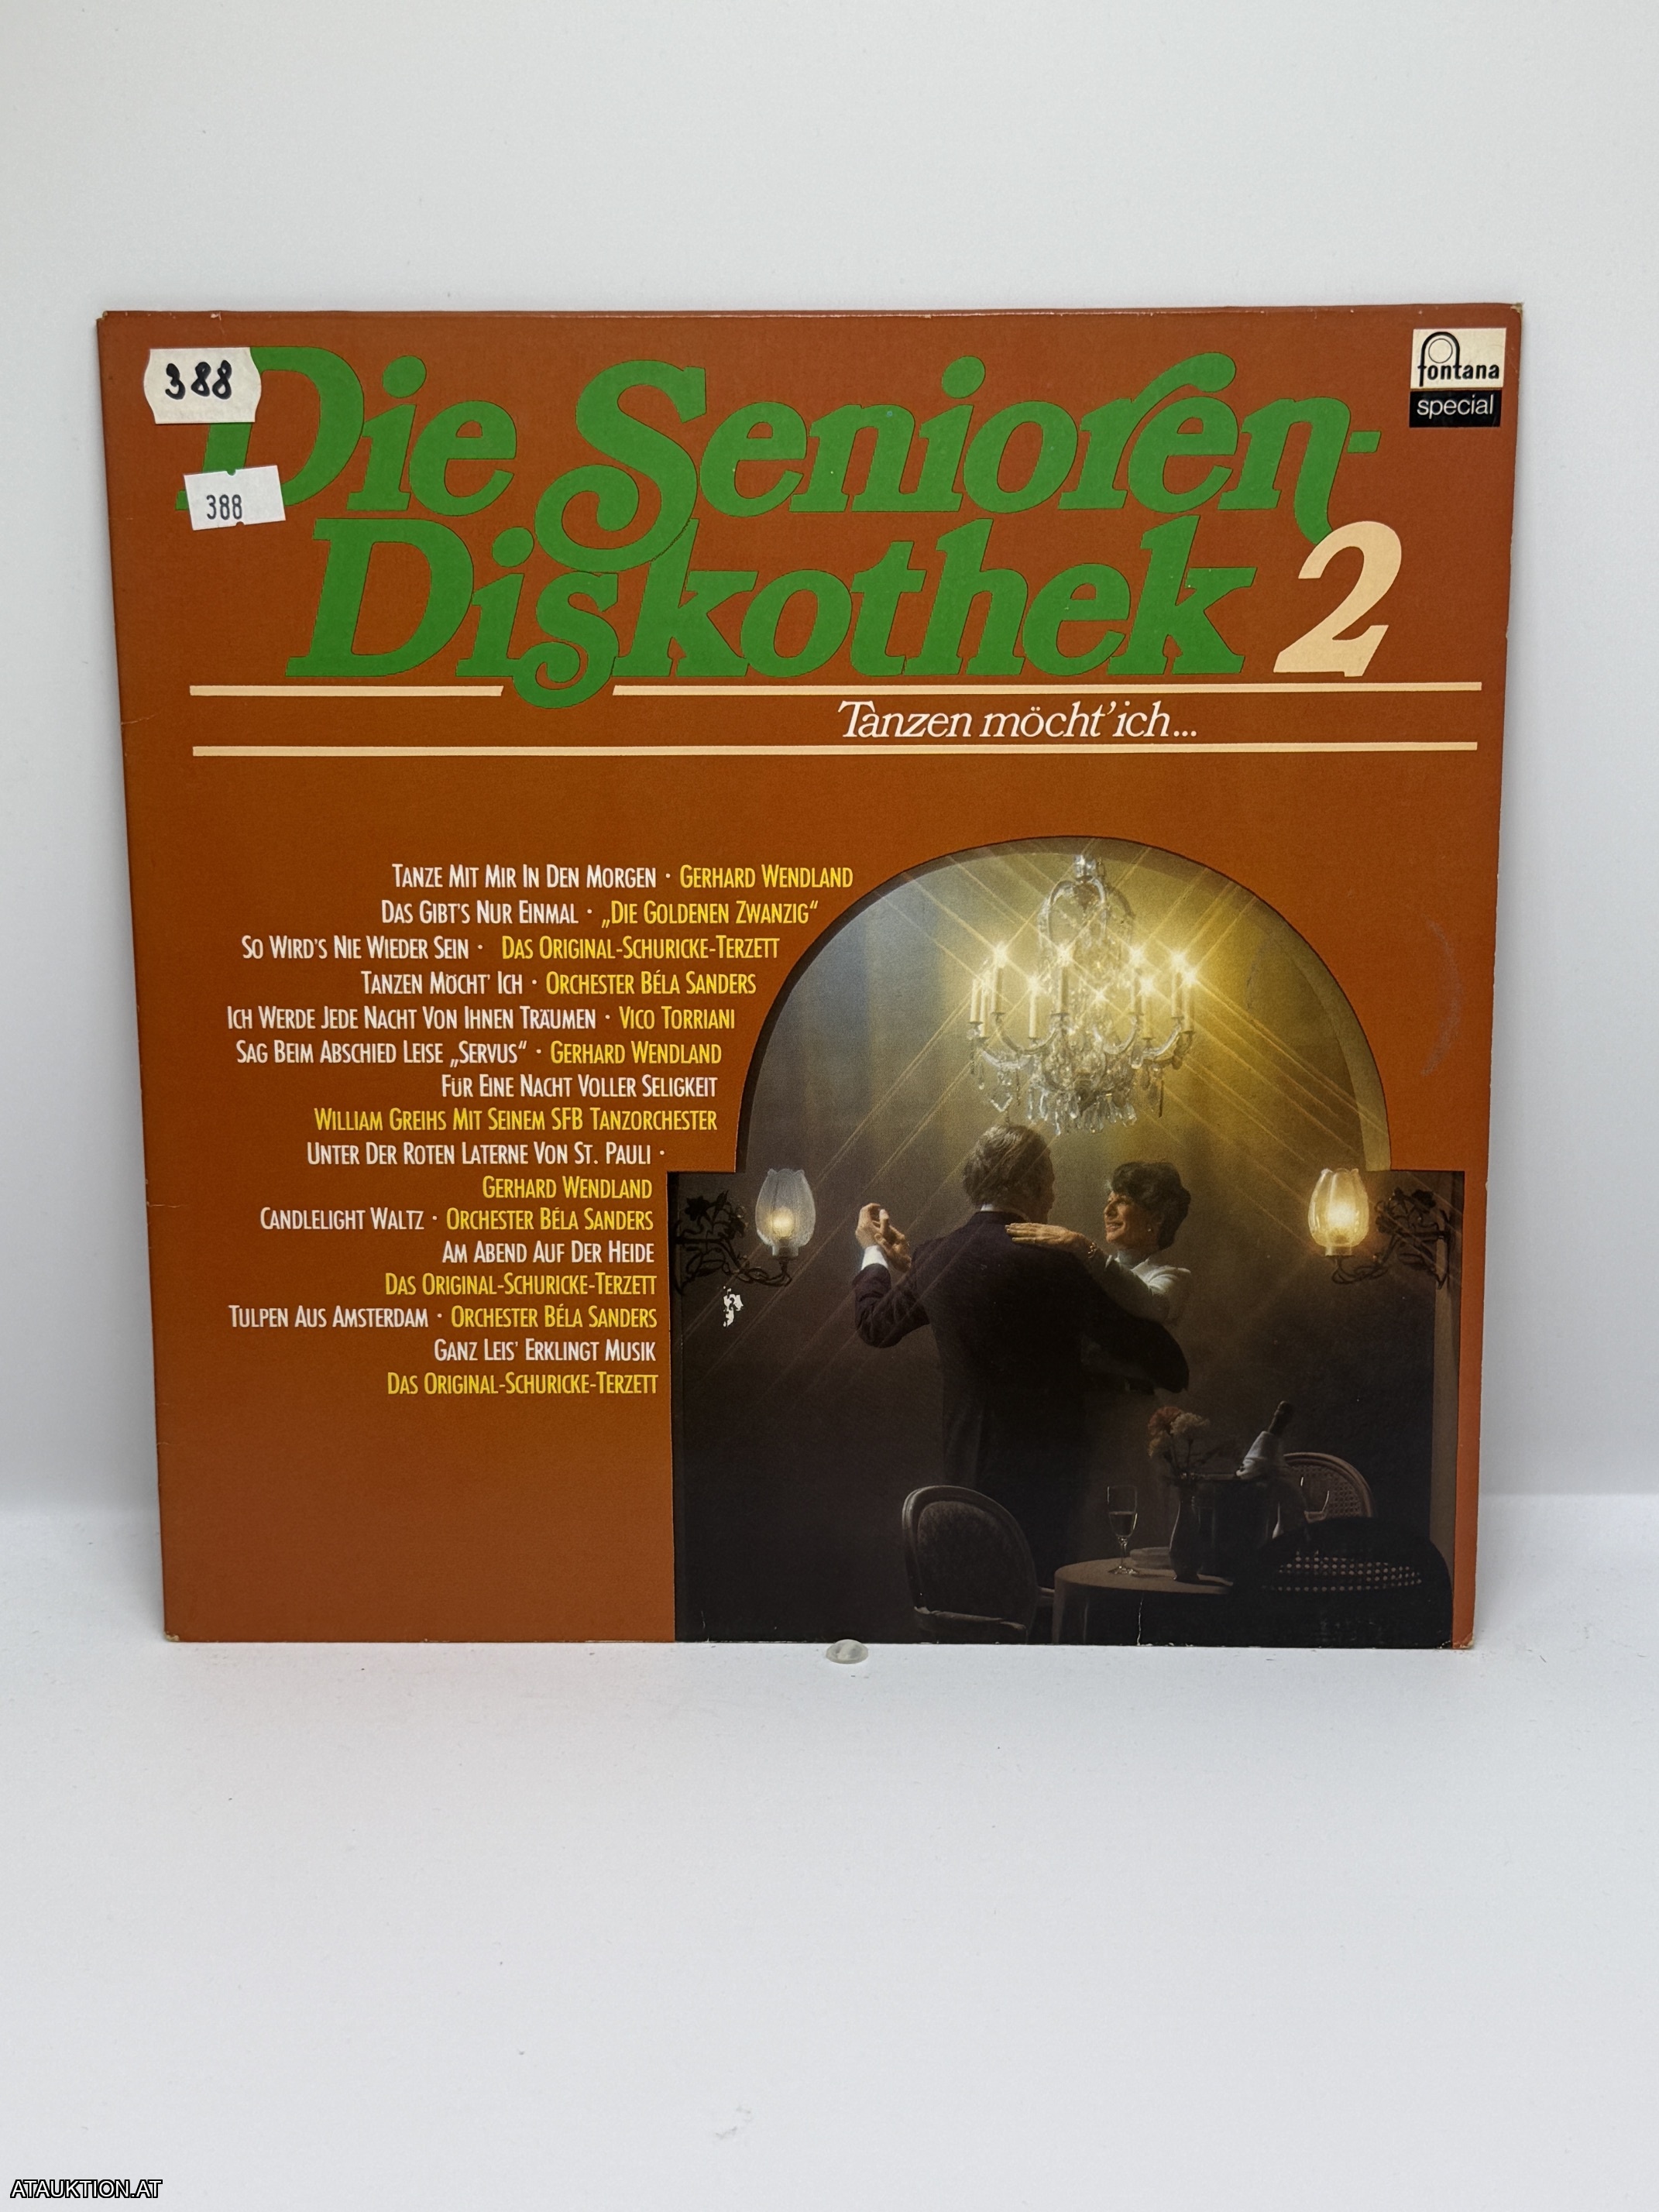 388
388
fontana
special
Die Senioren-
Diskothek 2
Tanzen möcht' ich...
TANZE MIT MIR IN DEN MORGEN · GERHARD WENDLAND
DAS GIBT'S NUR EINMAL · „DIE GOLDENEN ZWANZIG“
SO WIRD'S NIE WIEDER SEIN · DAS ORIGINAL-SCHURICKE-TERZETT
TANZEN MÖCHT' ICH · ORCHESTER BÉLA SANDERS
ICH WERDE JEDE NACHT VON IHNEN TRÄUMEN · VICO TORRIANI
SAG BEIM ABSCHIED LEISE „SERVUS“ · GERHARD WENDLAND
FÜR EINE NACHT VOLLER SELIGKEIT
WILLIAM GREIHS MIT SEINEM SFB TANZORCHESTER
UNTER DER ROTEN LATERNE VON ST. PAULI ·
GERHARD WENDLAND
CANDLELIGHT WALTZ · ORCHESTER BÉLA SANDERS
AM ABEND AUF DER HEIDE
DAS ORIGINAL-SCHURICKE-TERZETT
TULPEN AUS AMSTERDAM · ORCHESTER BÉLA SANDERS
GANZ LEIS' ERKLINGT MUSIK
DAS ORIGINAL-SCHURICKE-TERZETT
ATAUKTION.AT